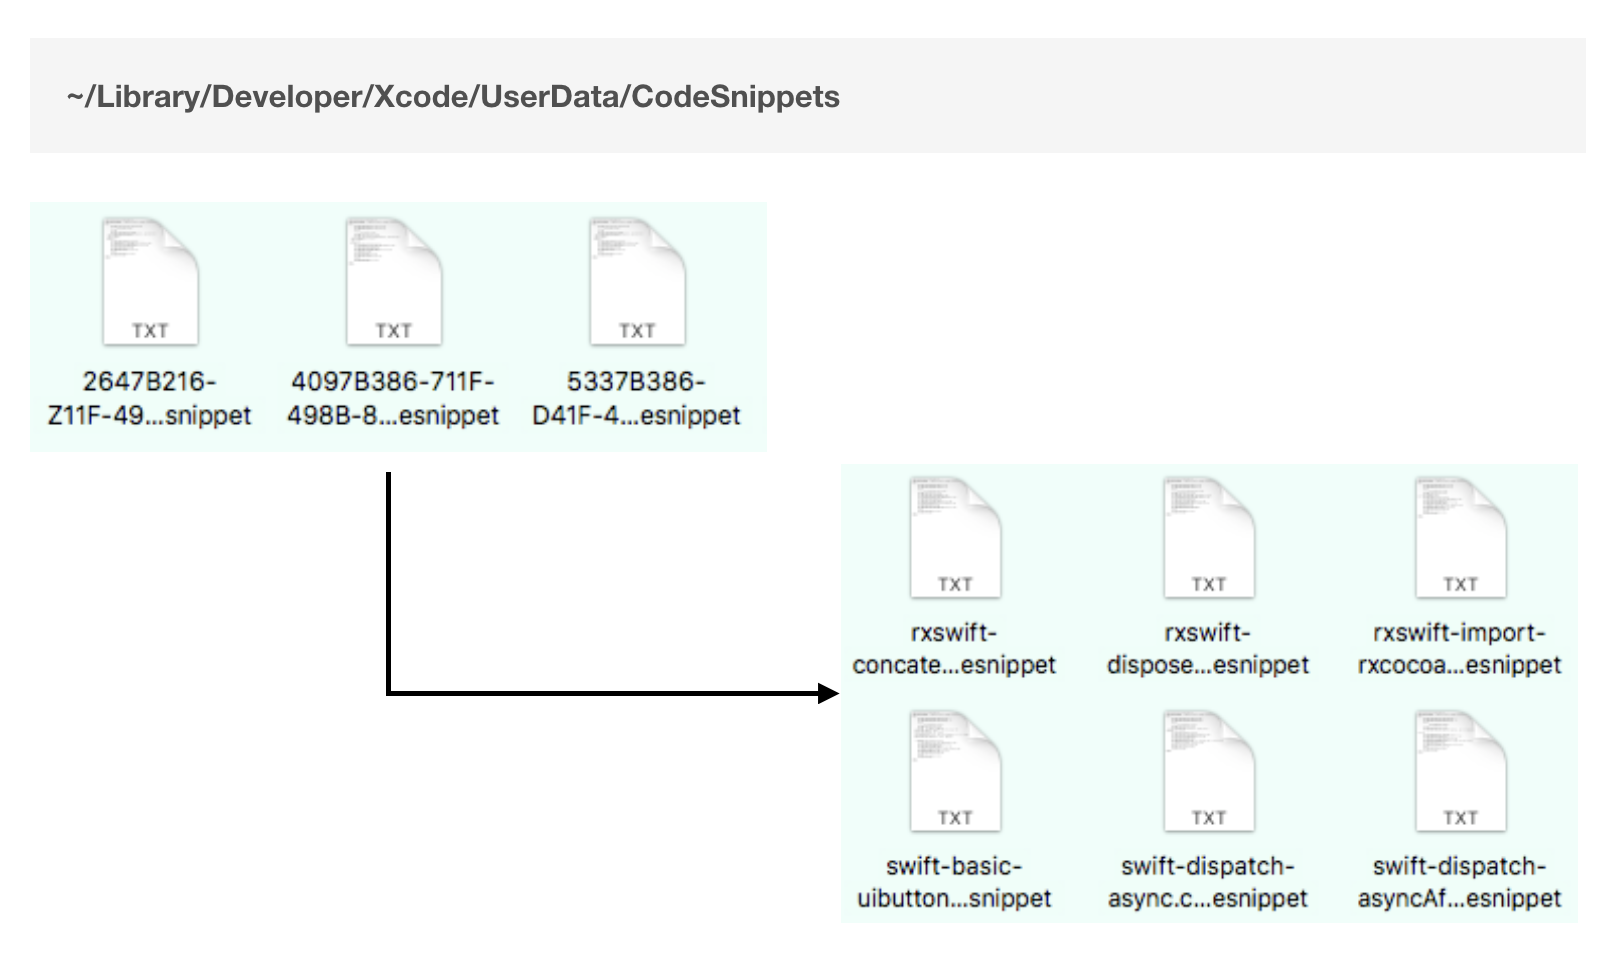 ~/Library/Developer/Xcode/UserData/CodeSnippets
TXT
TXT
TXT
2647B216-
Z11F-49...snippet
4097B386-711F-
498B-8...esnippet
5337B386-
D41F-4...esnippet
TXT
TXT
TXT
rxswift-
concate...esnippet
rxswift-
dispose...esnippet
rxswift-import-
rxcocoa...esnippet
TXT
TXT
TXT
swift-basic-
uibutton...snippet
swift-dispatch-
async.c...esnippet
swift-dispatch-
asyncAf...esnippet